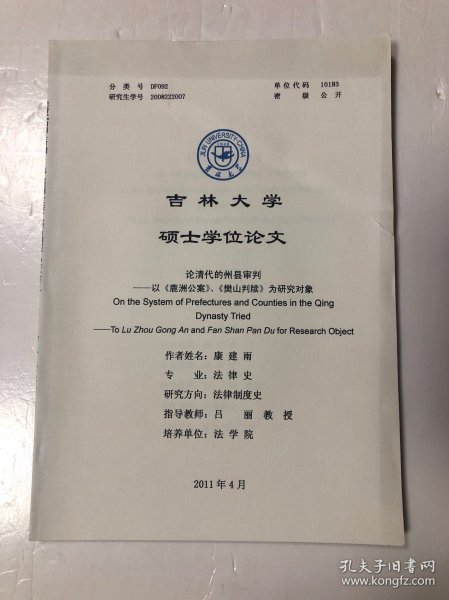 分 类 号 DF092 单位代码 10183
研究生学号 2008222007 密 级 公 开
JILIN UNIVERSITY·CHINA
吉 林 大 学
硕士学位论文
论清代的州县审判
——以《鹿洲公案》、《樊山判牍》为研究对象
On the System of Prefectures and Counties in the Qing
Dynasty Tried
——To Lu Zhou Gong An and Fan Shan Pan Du for Research Object
作者姓名：康 建 雨
专 业：法 律 史
研究方向：法律制度史
指导教师：吕 丽 教 授
培养单位：法 学 院
2011 年 4 月
孔夫子旧书网
www.kongfz.com